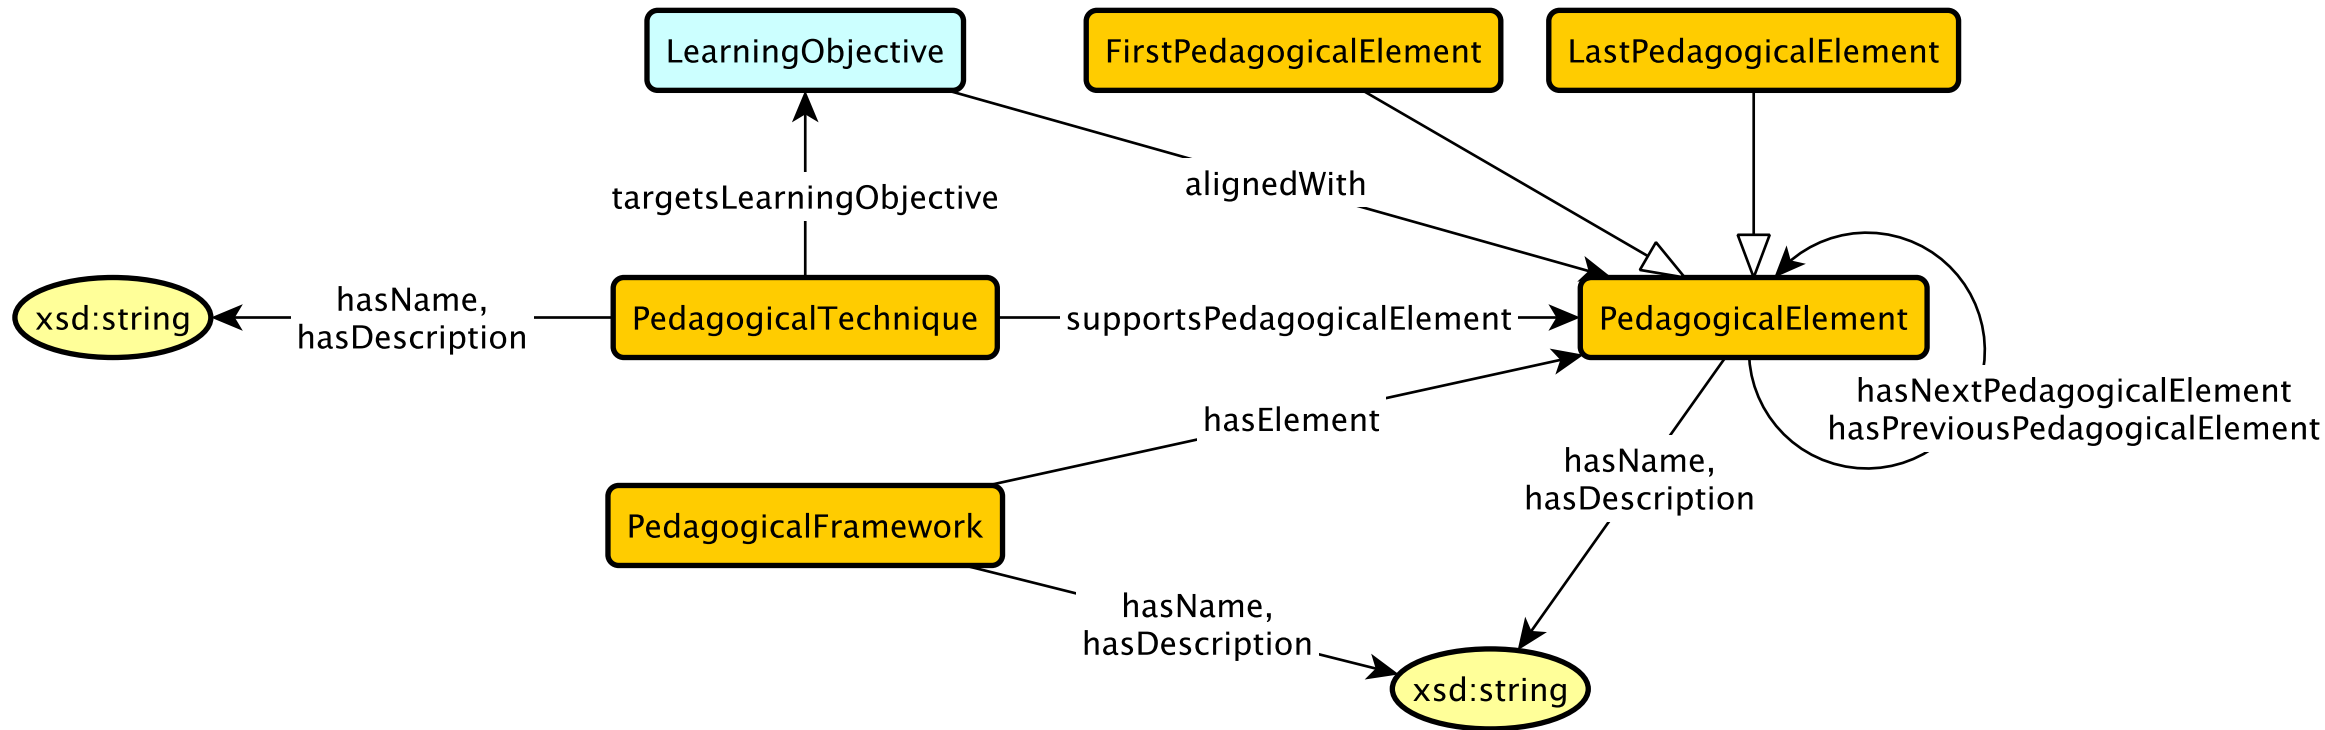 LearningObjective
FirstPedagogicalElement
LastPedagogicalElement
alignedWith
targetsLearningObjective
xsd:string
hasName,
hasDescription
PedagogicalTechnique
supportsPedagogicalElement
PedagogicalElement
hasNextPedagogicalElement
hasPreviousPedagogicalElement
hasElement
hasName,
hasDescription
PedagogicalFramework
hasName,
hasDescription
xsd:string